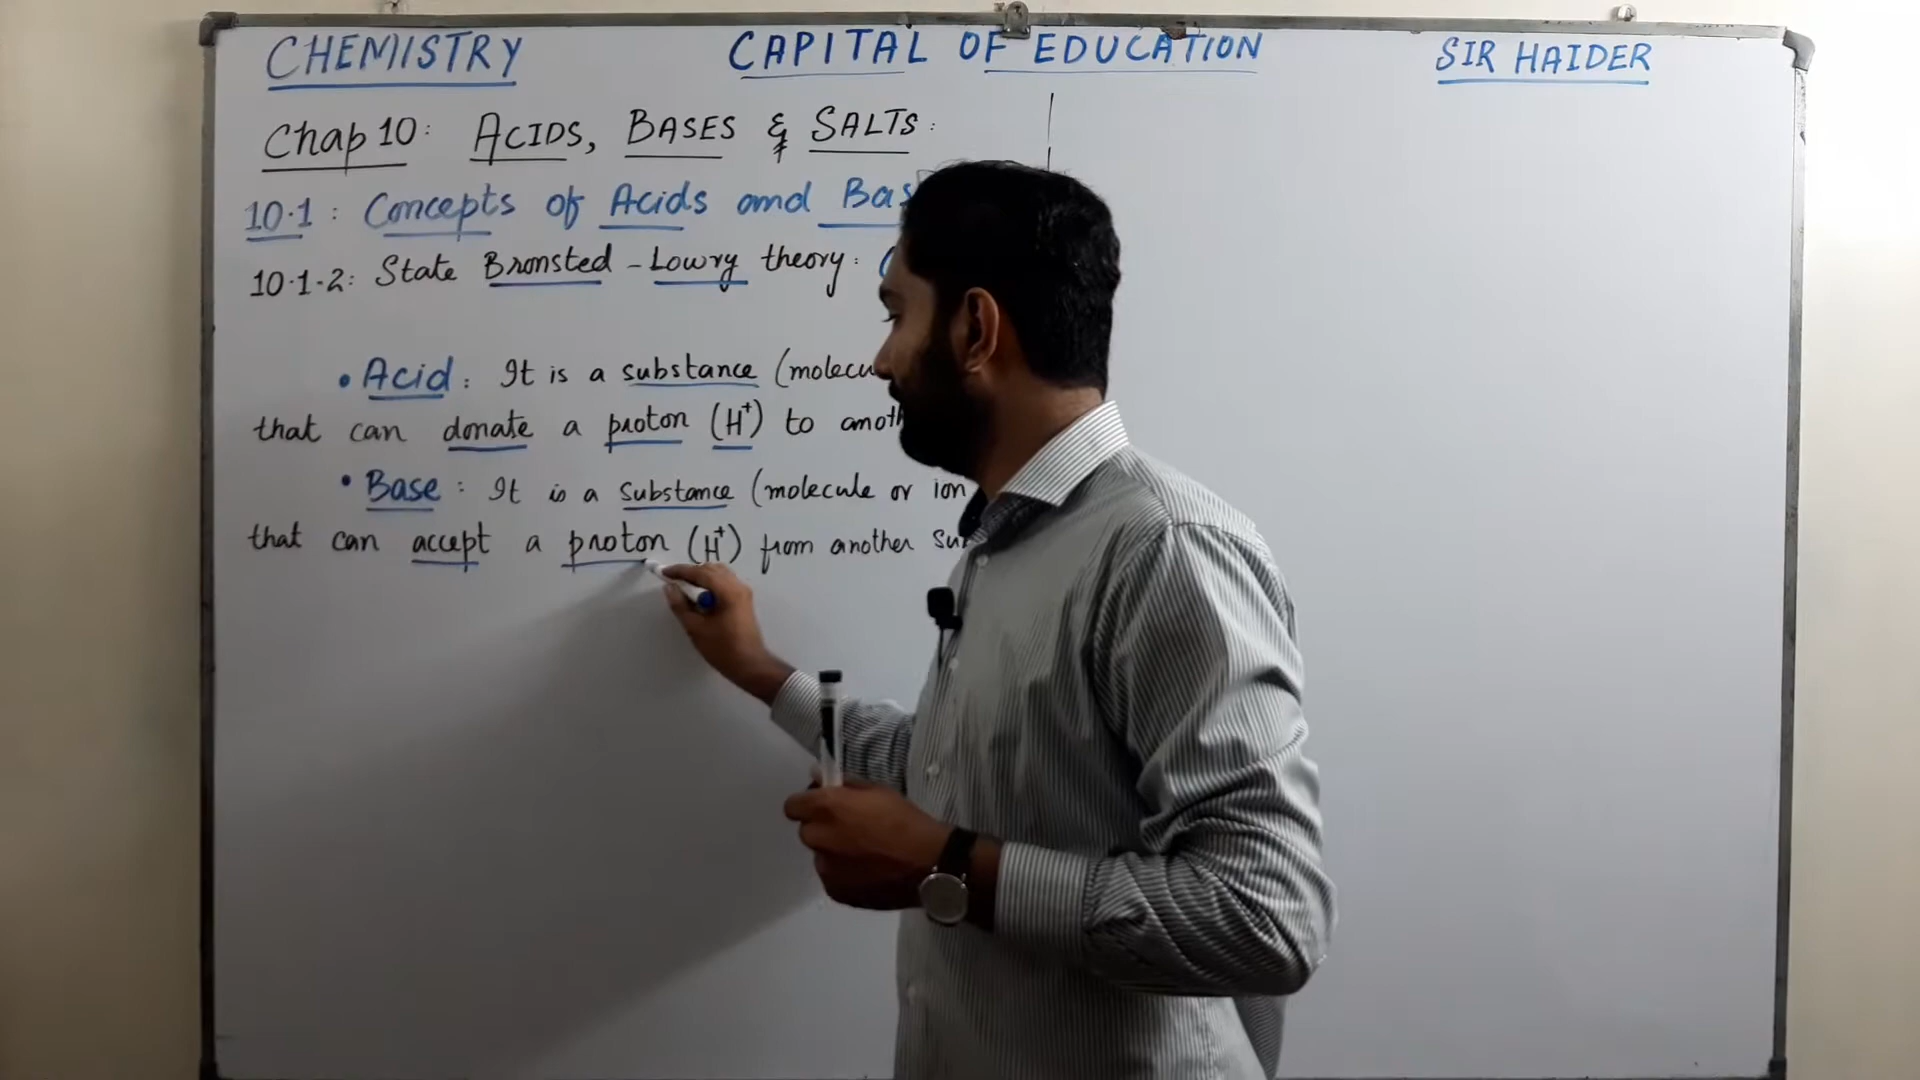 CHEMISTRY CAPITAL OF EDUCATION SIR HAIDER
Chap 10: ACIDS, BASES & SALTS:
10.1: Concepts of Acids and Bas
10.1.2: State Bronsted-Lowry theory:
• Acid: It is a substance (molecu
that can donate a proton (H⁺) to anoth
• Base: It is a substance (molecule or ion
that can accept a proton (H⁺) from another su